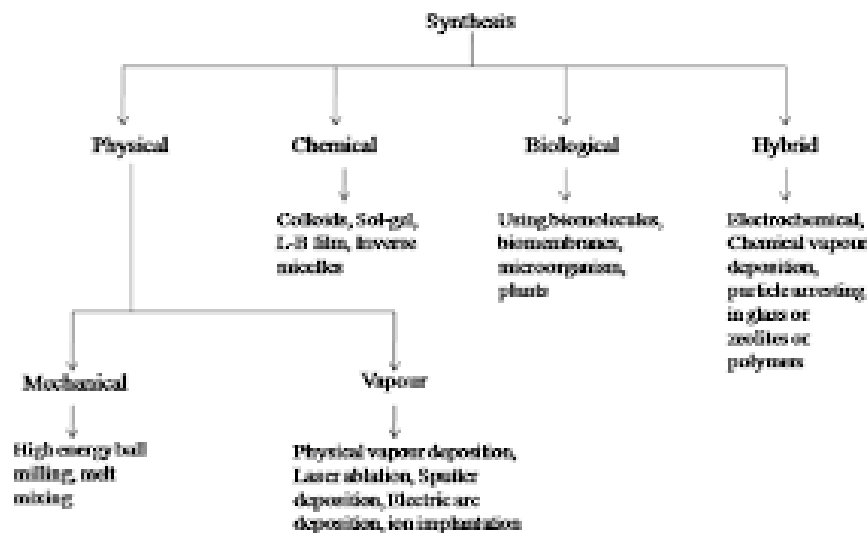 Synthesis
Physical
Chemical
Biological
Hybrid
Colloids, Sol-gel,
L-B film, Inverse
micelles
Using biomolecules,
biomembranes,
microorganism,
plants
Electrochemical,
Chemical vapour
deposition,
particle arresting
in glass or
zeolites or
polymers
Mechanical
Vapour
High energy ball
milling, melt
mixing
Physical vapour deposition,
Laser ablation, Sputter
deposition, Electric arc
deposition, ion implantation